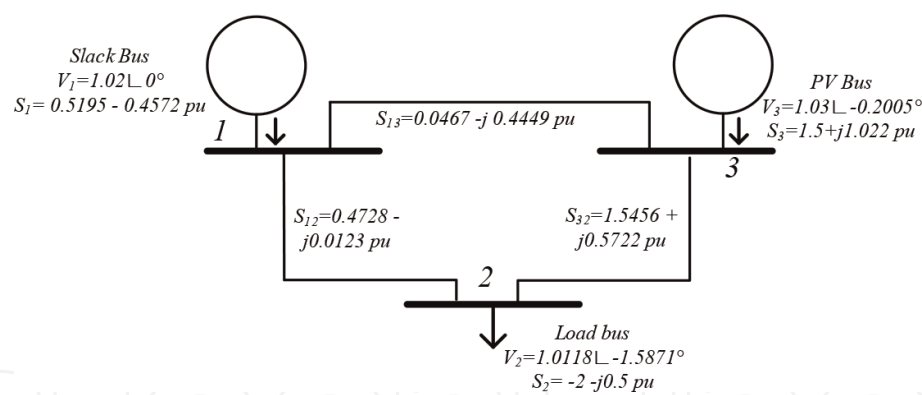 Slack Bus
V1=1.02∟0°
S1= 0.5195 - 0.4572 pu
1
S13=0.0467 -j 0.4449 pu
PV Bus
V3=1.03∟-0.2005°
S3=1.5+j1.022 pu
3
S12=0.4728 -
j0.0123 pu
S32=1.5456 +
j0.5722 pu
2
Load bus
V2=1.0118∟-1.5871°
S2= -2 -j0.5 pu